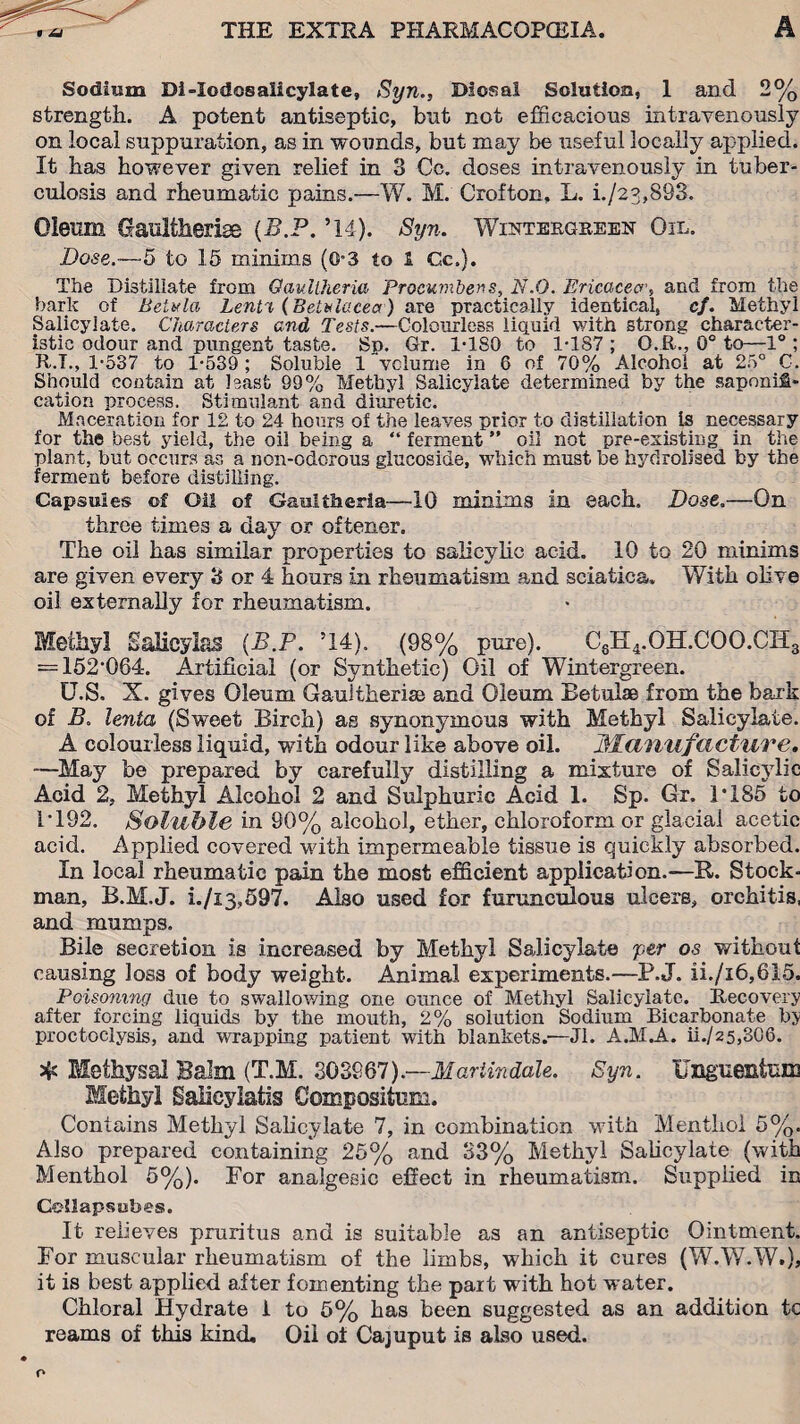 THE EXTRA PHARMACOPŒIA. A
Sodium Di-Iodosalicylate, Syn., Diosal Solution, 1 and 2%
strength. A potent antiseptic, but not efficacious intravenously
on local suppuration, as in wounds, but may be useful locally applied.
It has however given relief in 3 Cc. doses intravenously in tuber-
culosis and rheumatic pains.—W. M. Crofton, L. i./23,893.
Oleum Gaultheriæ (B.P. '14). Syn. WINTERGREEN OIL.
Dose.—5 to 15 minims (0·3 to 1 Cc.).
The Distillate from Gaultheria Procumbens, N.O. Ericaceæ, and from the
bark of Betula Lenta (Betulaceæ) are practically identical, cf. Methyl
Salicylate. Characters and Tests.—Colourless liquid with strong character-
istic odour and pungent taste. Sp. Gr. 1·180 to 1·187; O.R., 0° to—1°;
R.I., 1·537 to 1·539; Soluble 1 volume in 6 of 70% Alcohol at 25° C.
Should contain at least 99% Methyl Salicylate determined by the saponifi-
cation process. Stimulant and diuretic.
Maceration for 12 to 24 hours of the leaves prior to distillation is necessary
for the best yield, the oil being a “ ferment ” oil not pre-existing in the
plant, but occurs as a non-odorous glucoside, which must be hydrolised by the
ferment before distilling.
Capsules of Oil of Gaultheria—10 minims in each. Dose.—One
three times a day or oftener.
The oil has similar properties to salicylic acid. 10 to 20 minims
are given every 3 or 4 hours in rheumatism and sciatica. With olive
oil externally for rheumatism.
Methyl Salicylas (B.P. '14). (98% pure). C₆H₄.OH.COO.CH₃
=152·064. Artificial (or Synthetic) Oil of Wintergreen.
U.S. X. gives Oleum Gaultheriæ and Oleum Betulæ from the bark
of B. lenta (Sweet Birch) as synonymous with Methyl Salicylate.
A colourless liquid, with odour like above oil. Manufacture.
—May be prepared by carefully distilling a mixture of Salicylic
Acid 2, Methyl Alcohol 2 and Sulphuric Acid 1. Sp. Gr. 1·185 to
1·192. Soluble in 90% alcohol, ether, chloroform or glacial acetic
acid. Applied covered with impermeable tissue is quickly absorbed.
In local rheumatic pain the most efficient application.—R. Stock-
man, B.M.J. i./13,597. Also used for furunculous ulcers, orchitis,
and mumps.
Bile secretion is increased by Methyl Salicylate per os without
causing loss of body weight. Animal experiments.—P.J. ii./16,615.
Poisoning due to swallowing one ounce of Methyl Salicylate. Recovery
after forcing liquids by the mouth, 2% solution Sodium Bicarbonate by
proctoclysis, and wrapping patient with blankets.—Jl. A.M.A. ii./25,306.
✻ Methysal Balm (T.M. 303967).—Martindale. Syn. Unguentum
Methyl Salicylatis Compositum.
Contains Methyl Salicylate 7, in combination with Menthol 5%.
Also prepared containing 25% and 33% Methyl Salicylate (with
Menthol 5%). For analgesic effect in rheumatism. Supplied in
Collapsubes.
It relieves pruritus and is suitable as an antiseptic Ointment.
For muscular rheumatism of the limbs, which it cures (W.W.W.),
it is best applied after fomenting the part with hot water.
Chloral Hydrate 1 to 5% has been suggested as an addition to
reams of this kind. Oil of Cajuput is also used.